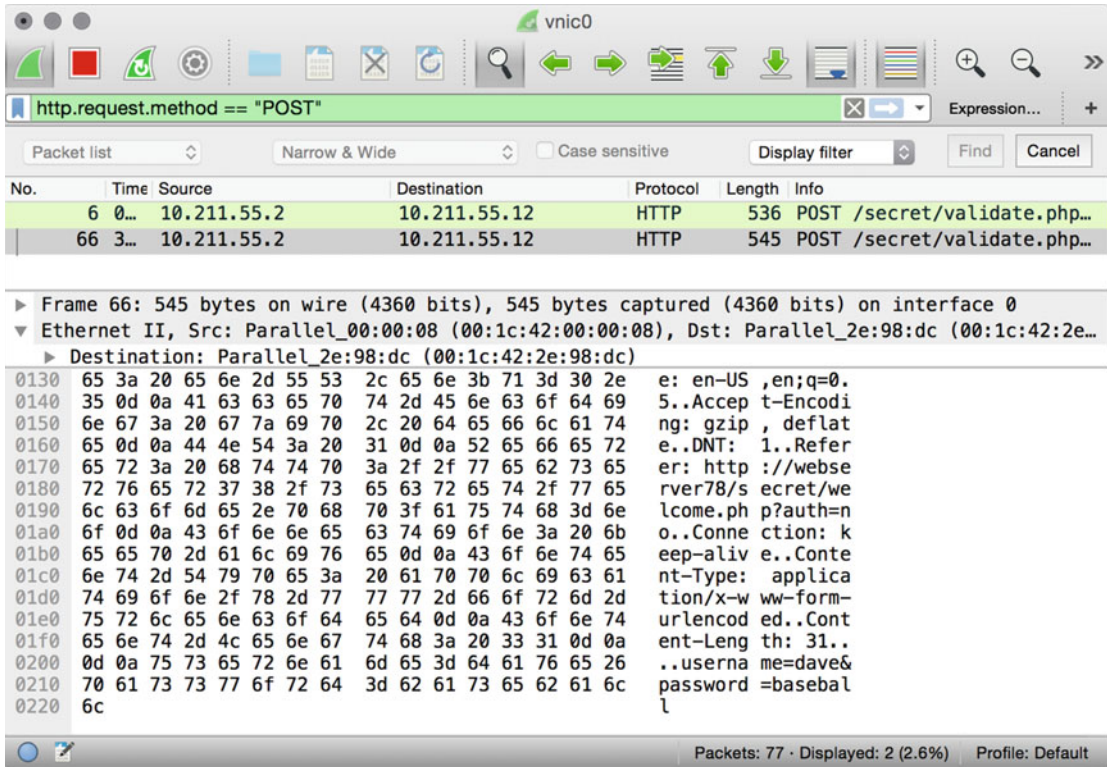 vnic0
http.request.method == "POST"
Expression... +
Packet list Narrow & Wide Case sensitive Display filter Find Cancel
No. Time Source Destination Protocol Length Info
6 0… 10.211.55.2 10.211.55.12 HTTP 536 POST /secret/validate.php…
66 3… 10.211.55.2 10.211.55.12 HTTP 545 POST /secret/validate.php…
Frame 66: 545 bytes on wire (4360 bits), 545 bytes captured (4360 bits) on interface 0
Ethernet II, Src: Parallel_00:00:08 (00:1c:42:00:00:08), Dst: Parallel_2e:98:dc (00:1c:42:2e…
Destination: Parallel_2e:98:dc (00:1c:42:2e:98:dc)
0130 65 3a 20 65 6e 2d 55 53 2c 65 6e 3b 71 3d 30 2e e: en-US ,en;q=0.
0140 35 0d 0a 41 63 63 65 70 74 2d 45 6e 63 6f 64 69 5..Accep t-Encodi
0150 6e 67 3a 20 67 7a 69 70 2c 20 64 65 66 6c 61 74 ng: gzip , deflat
0160 65 0d 0a 44 4e 54 3a 20 31 0d 0a 52 65 66 65 72 e..DNT: 1..Refer
0170 65 72 3a 20 68 74 74 70 3a 2f 2f 77 65 62 73 65 er: http ://webse
0180 72 76 65 72 37 38 2f 73 65 63 72 65 74 2f 77 65 rver78/s ecret/we
0190 6c 63 6f 6d 65 2e 70 68 70 3f 61 75 74 68 3d 6e lcome.ph p?auth=n
01a0 6f 0d 0a 43 6f 6e 6e 65 63 74 69 6f 6e 3a 20 6b o..Conne ction: k
01b0 65 65 70 2d 61 6c 69 76 65 0d 0a 43 6f 6e 74 65 eep-aliv e..Conte
01c0 6e 74 2d 54 79 70 65 3a 20 61 70 70 6c 69 63 61 nt-Type: applica
01d0 74 69 6f 6e 2f 78 2d 77 77 77 2d 66 6f 72 6d 2d tion/x-w ww-form-
01e0 75 72 6c 65 6e 63 6f 64 65 64 0d 0a 43 6f 6e 74 urlencod ed..Cont
01f0 65 6e 74 2d 4c 65 6e 67 74 68 3a 20 33 31 0d 0a ent-Leng th: 31..
0200 0d 0a 75 73 65 72 6e 61 6d 65 3d 64 61 76 65 26 ..userna me=dave&
0210 70 61 73 73 77 6f 72 64 3d 62 61 73 65 62 61 6c password =basebal
0220 6c l
Packets: 77 · Displayed: 2 (2.6%) Profile: Default